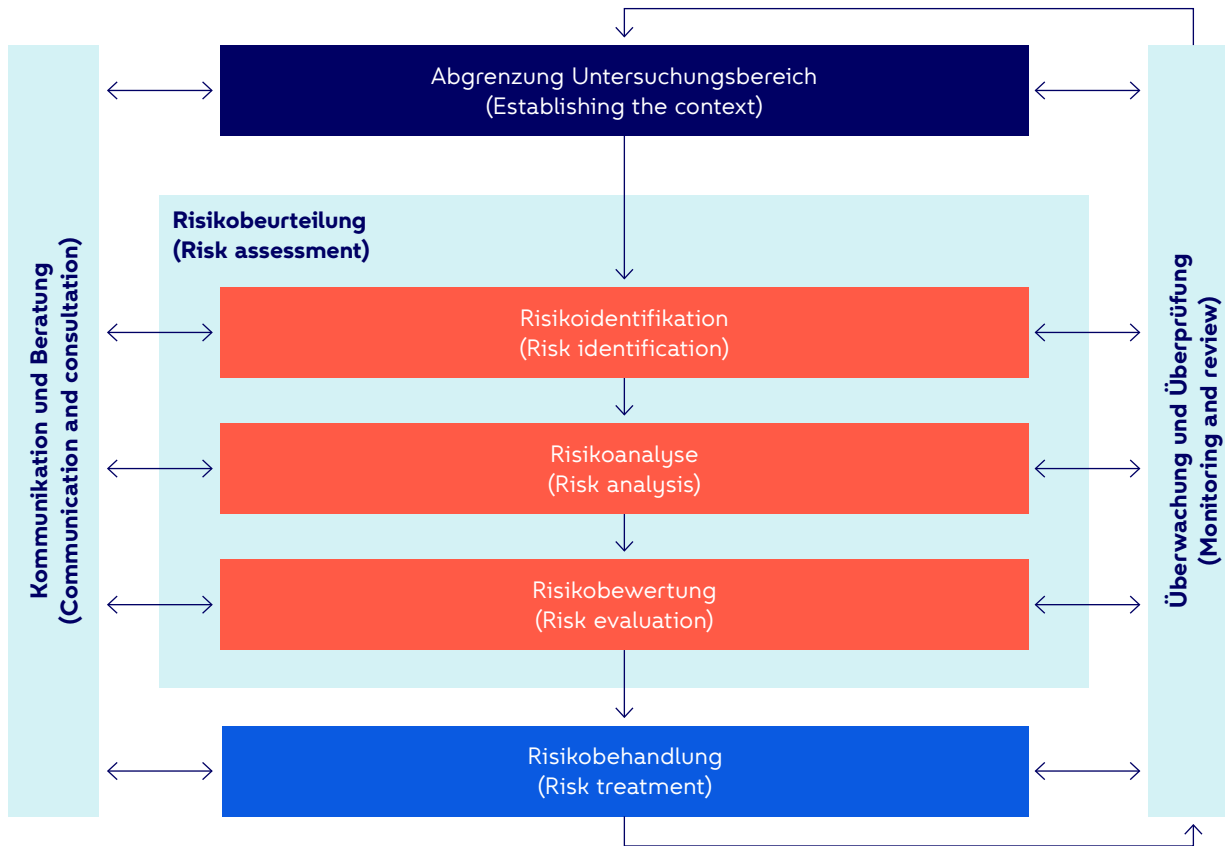 Abgrenzung Untersuchungsbereich
(Establishing the context)
Risikobeurteilung
(Risk assessment)
Risikoidentifikation
(Risk identification)
Risikoanalyse
(Risk analysis)
Risikobewertung
(Risk evaluation)
Risikobehandlung
(Risk treatment)
Kommunikation und Beratung
(Communication and consultation)
Überwachung und Überprüfung
(Monitoring and review)